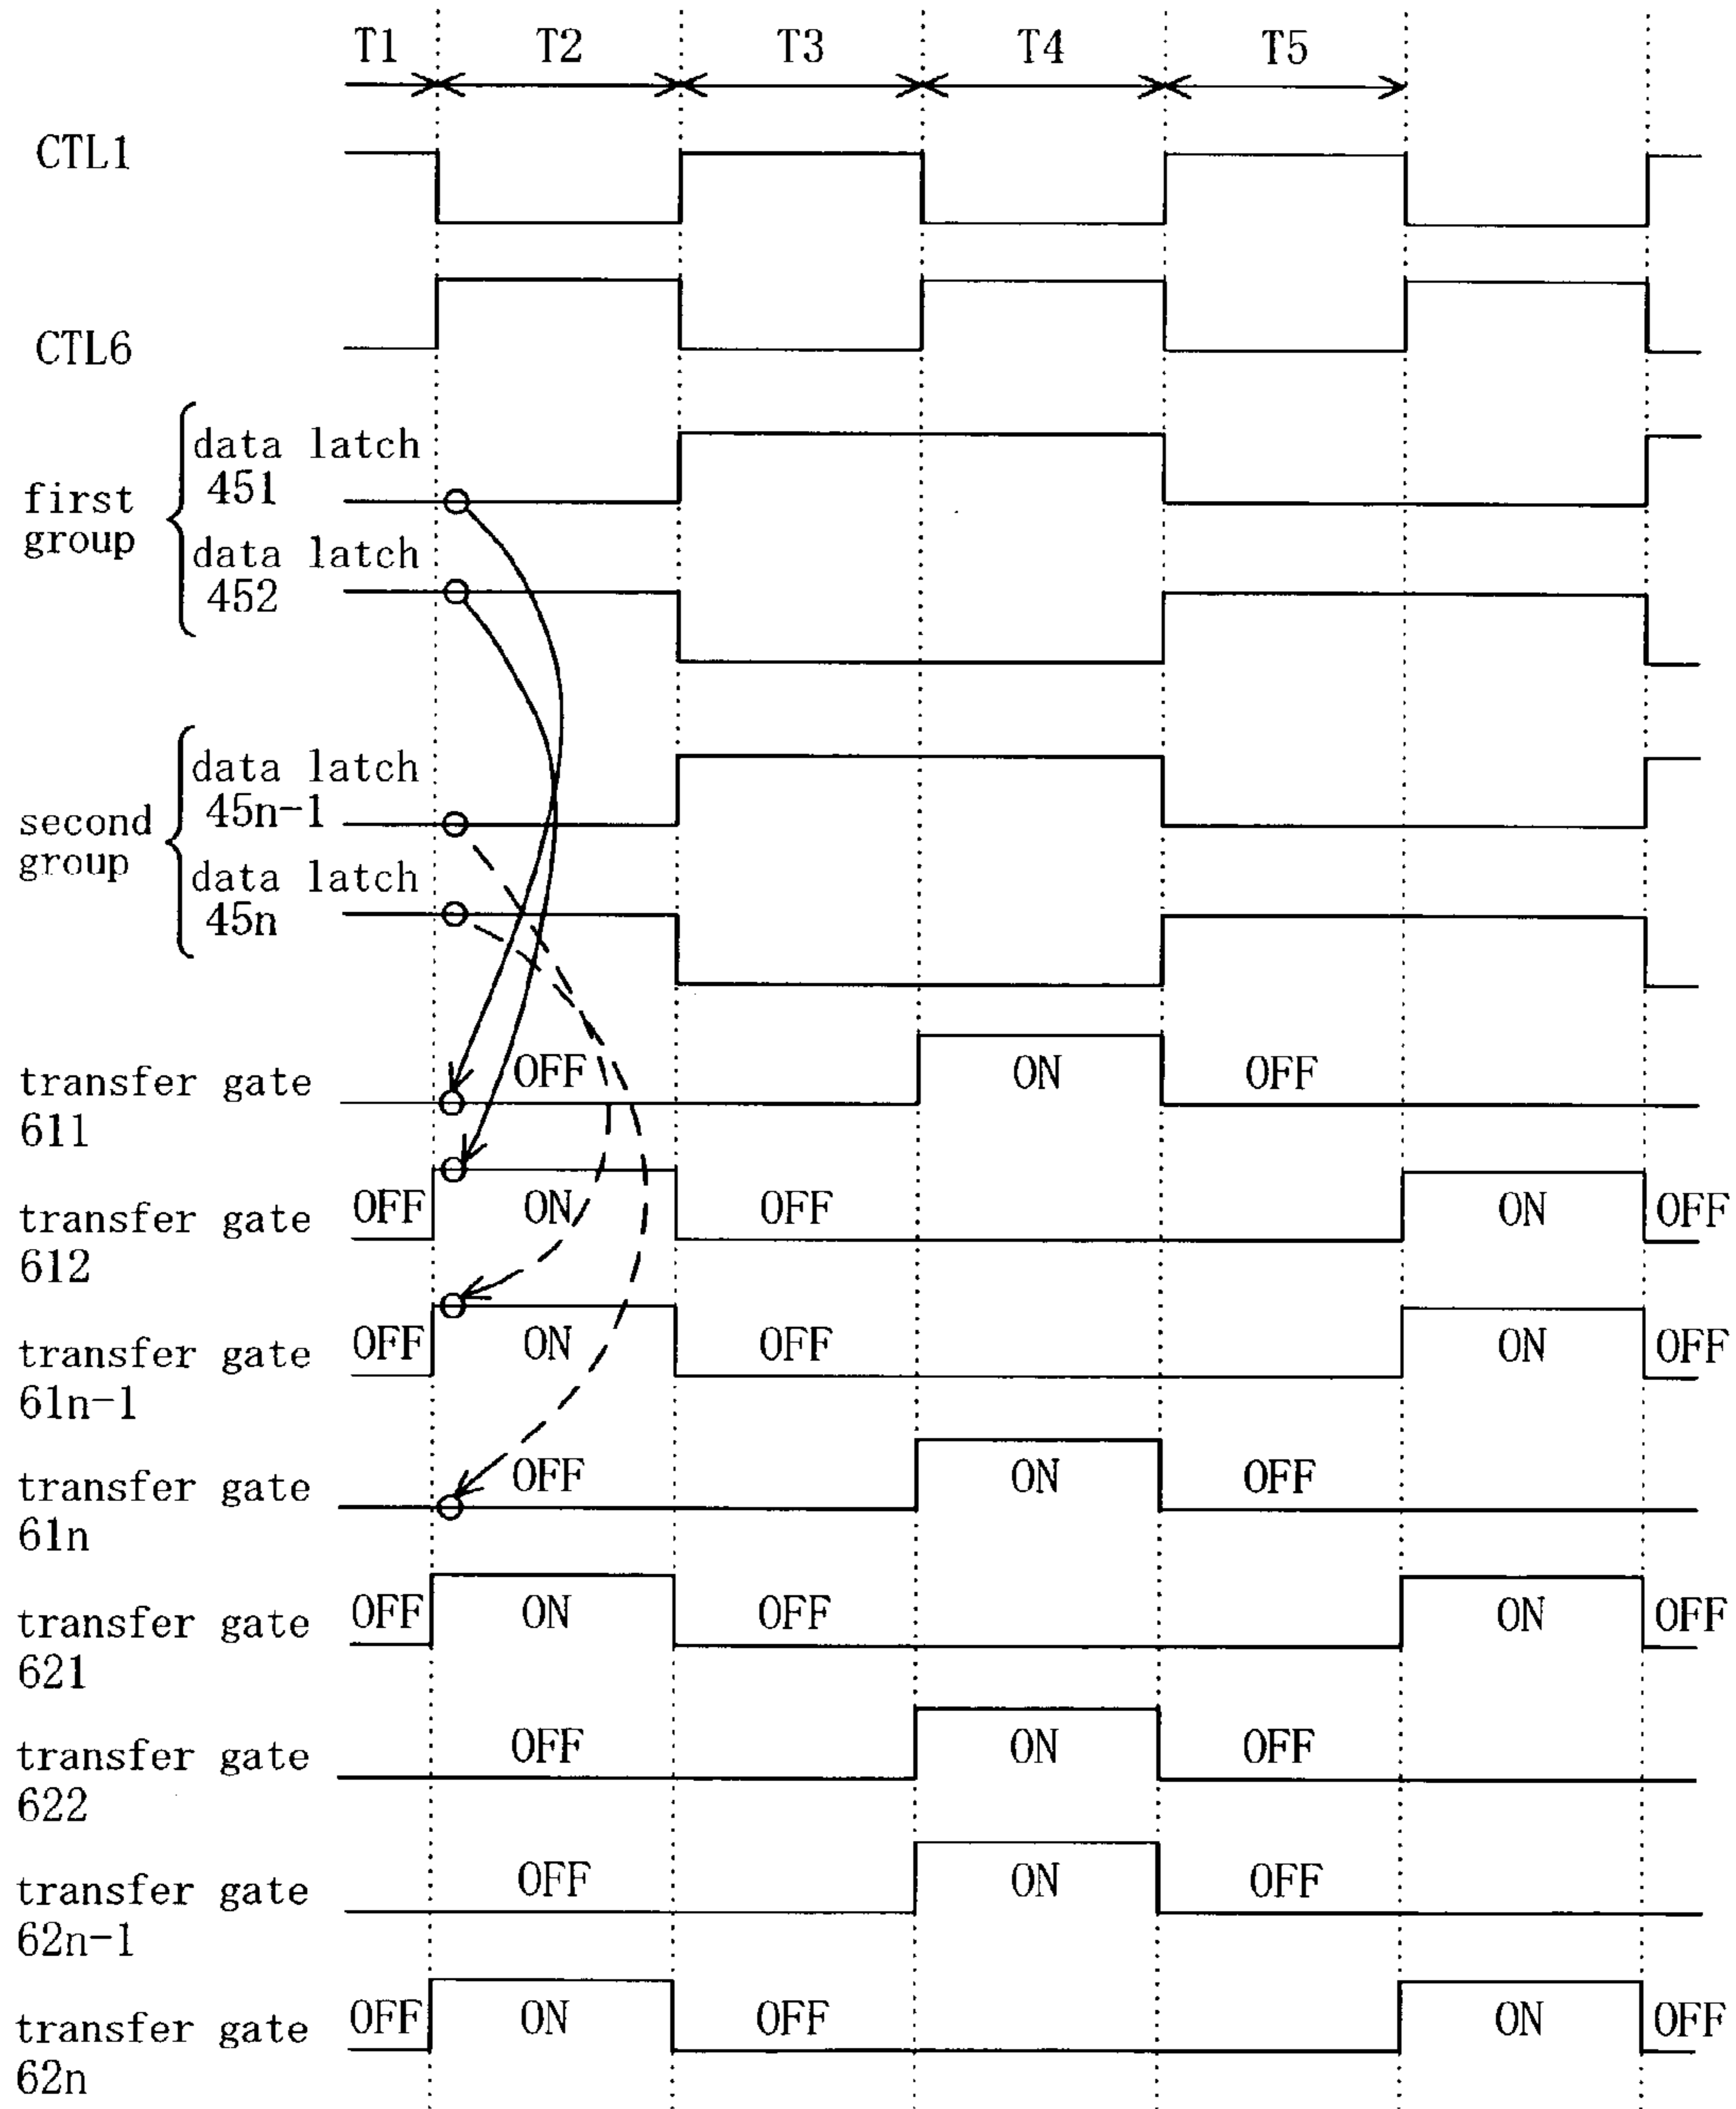 T1 T2 T3 T4 T5
CTL1
CTL6
first
group
data latch
451
data latch
452
second
group
data latch
45n-1
data latch
45n
transfer gate
611
OFF ON OFF
transfer gate
612
OFF ON OFF ON OFF
transfer gate
61n-1
OFF ON OFF ON OFF
transfer gate
61n
OFF ON OFF
transfer gate
621
OFF ON OFF ON OFF
transfer gate
622
OFF ON OFF
transfer gate
62n-1
OFF ON OFF
transfer gate
62n
OFF ON OFF ON OFF